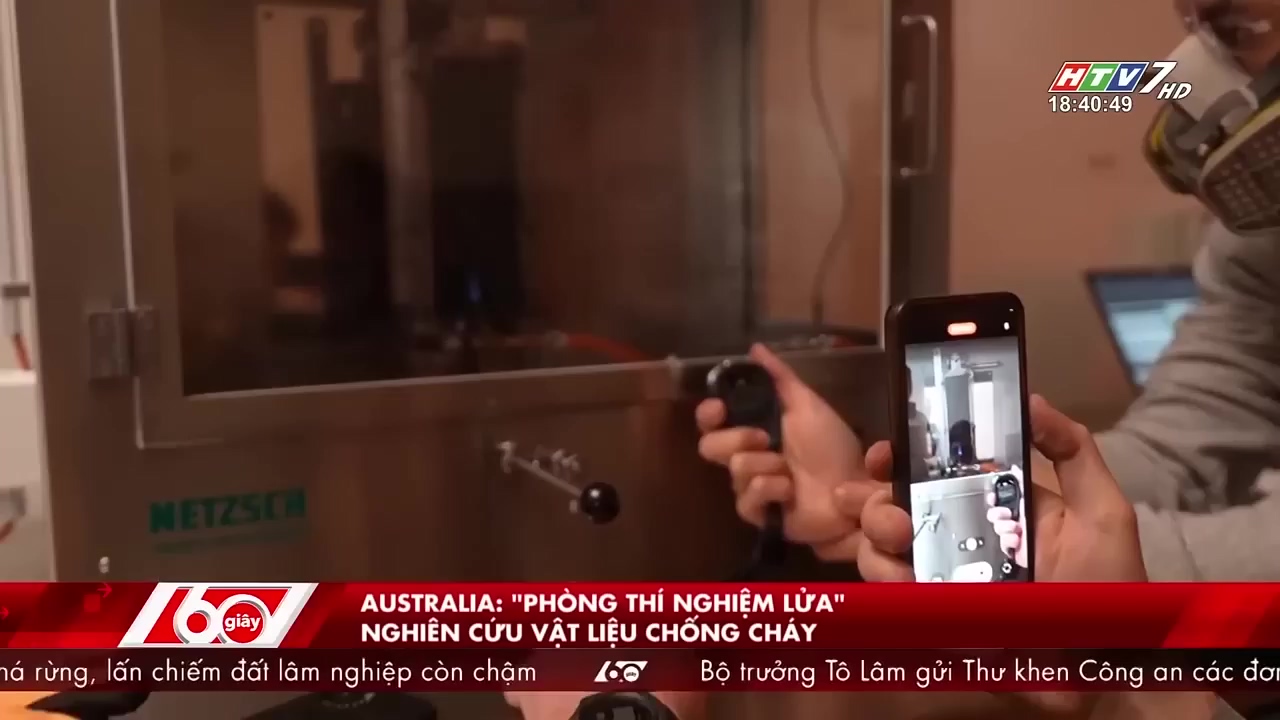 HTV7 HD
18:40:49
NETZSCH
60 giây
AUSTRALIA: "PHÒNG THÍ NGHIỆM LỬA"
NGHIÊN CỨU VẬT LIỆU CHỐNG CHÁY
rừng, lấn chiếm đất lâm nghiệp còn chậm 60 giây Bộ trưởng Tô Lâm gửi Thư khen Công an các